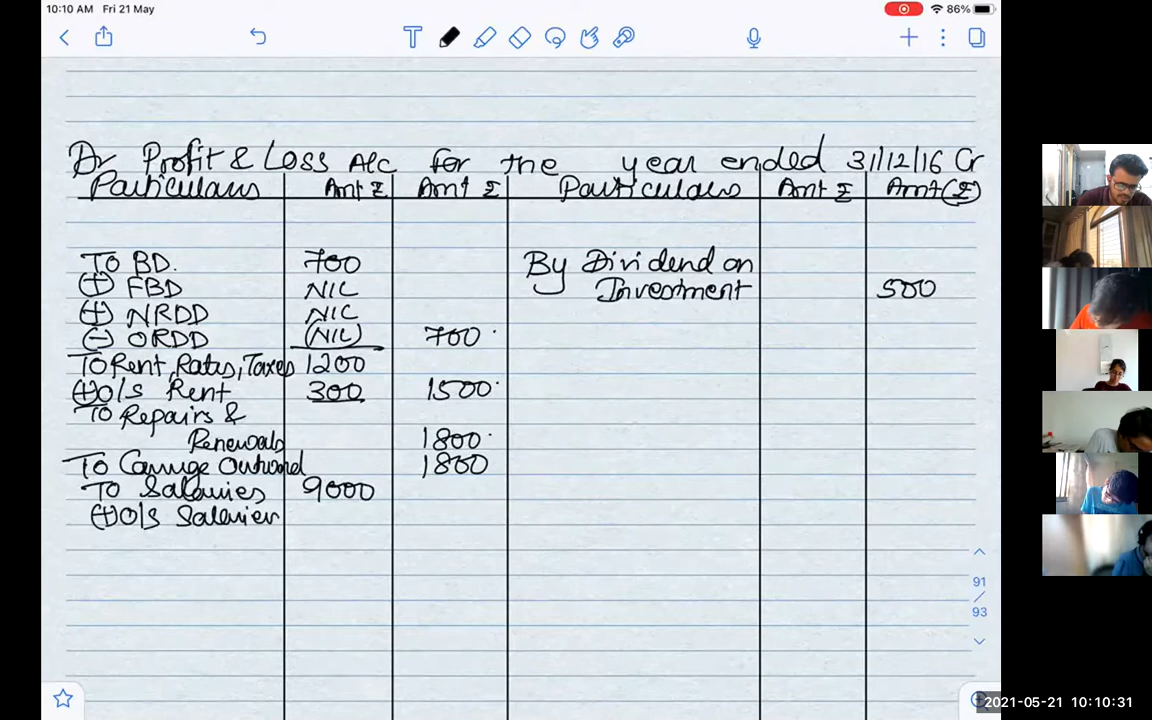 10:10 AM Fri 21 May
86%
Dr Profit & Loss A/c for the year ended 31/12/16 Cr
Particulars Amt ₹ Amt ₹ Particulars Amt ₹ Amt (₹)
To BD. 700 By Dividend on
(+) FBD NIL Investment 500
(+) NRDD NIL
(-) ORDD (NIL) 700
To Rent, Rates, Taxes 1200
(+) O/s Rent 300 1500
To Repairs &
Renewals 1800
To Carriage Outward 1800
To Salaries 9000
(+) O/s Salaries
91
/
93
2021-05-21 10:10:31